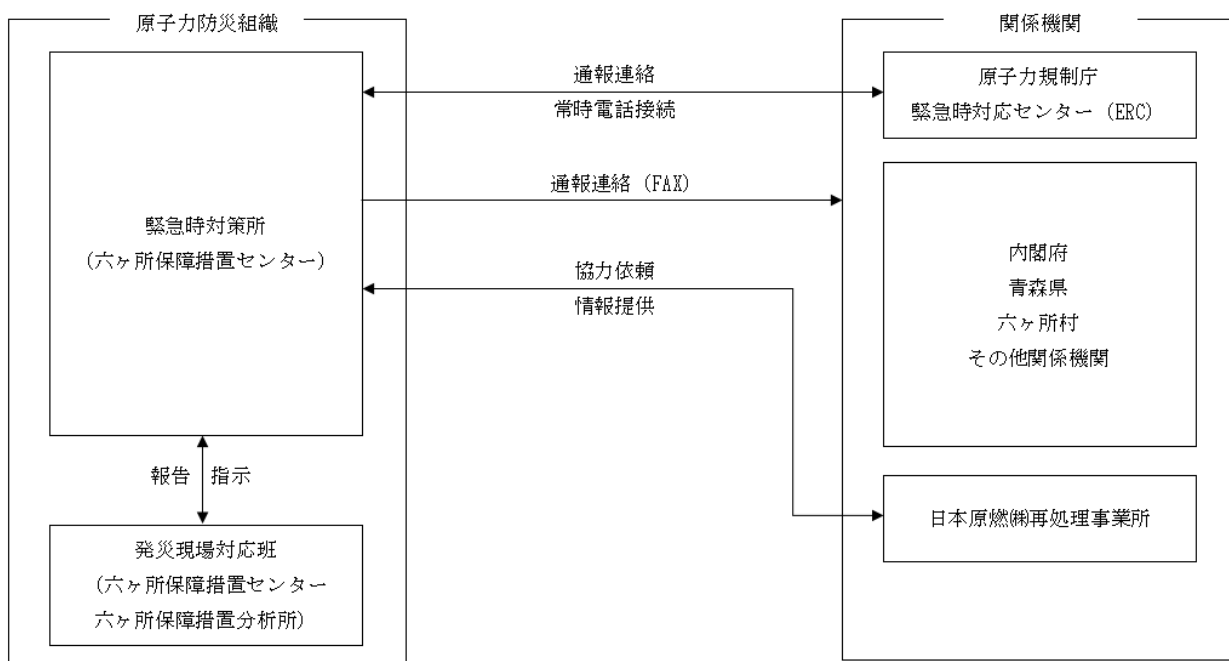 原子力防災組織
緊急時対策所
(六ヶ所保障措置センター)
報告
指示
発災現場対応班
(六ヶ所保障措置センター
六ヶ所保障措置分析所)
通報連絡
常時電話接続
通報連絡 (FAX)
協力依頼
情報提供
関係機関
原子力規制庁
緊急時対応センター (ERC)
内閣府
青森県
六ヶ所村
その他関係機関
日本原燃㈱再処理事業所